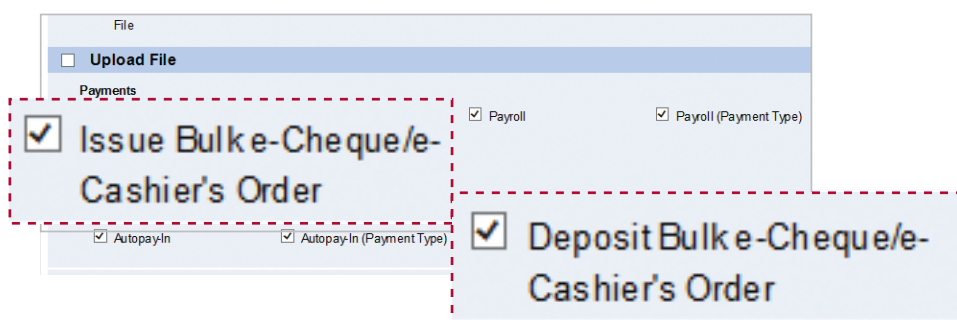 File
Upload File
Payments
Issue Bulk e-Cheque/e-
Cashier's Order
Payroll
Payroll (Payment Type)
Autopay-In
Autopay-In (Payment Type)
Deposit Bulk e-Cheque/e-
Cashier's Order